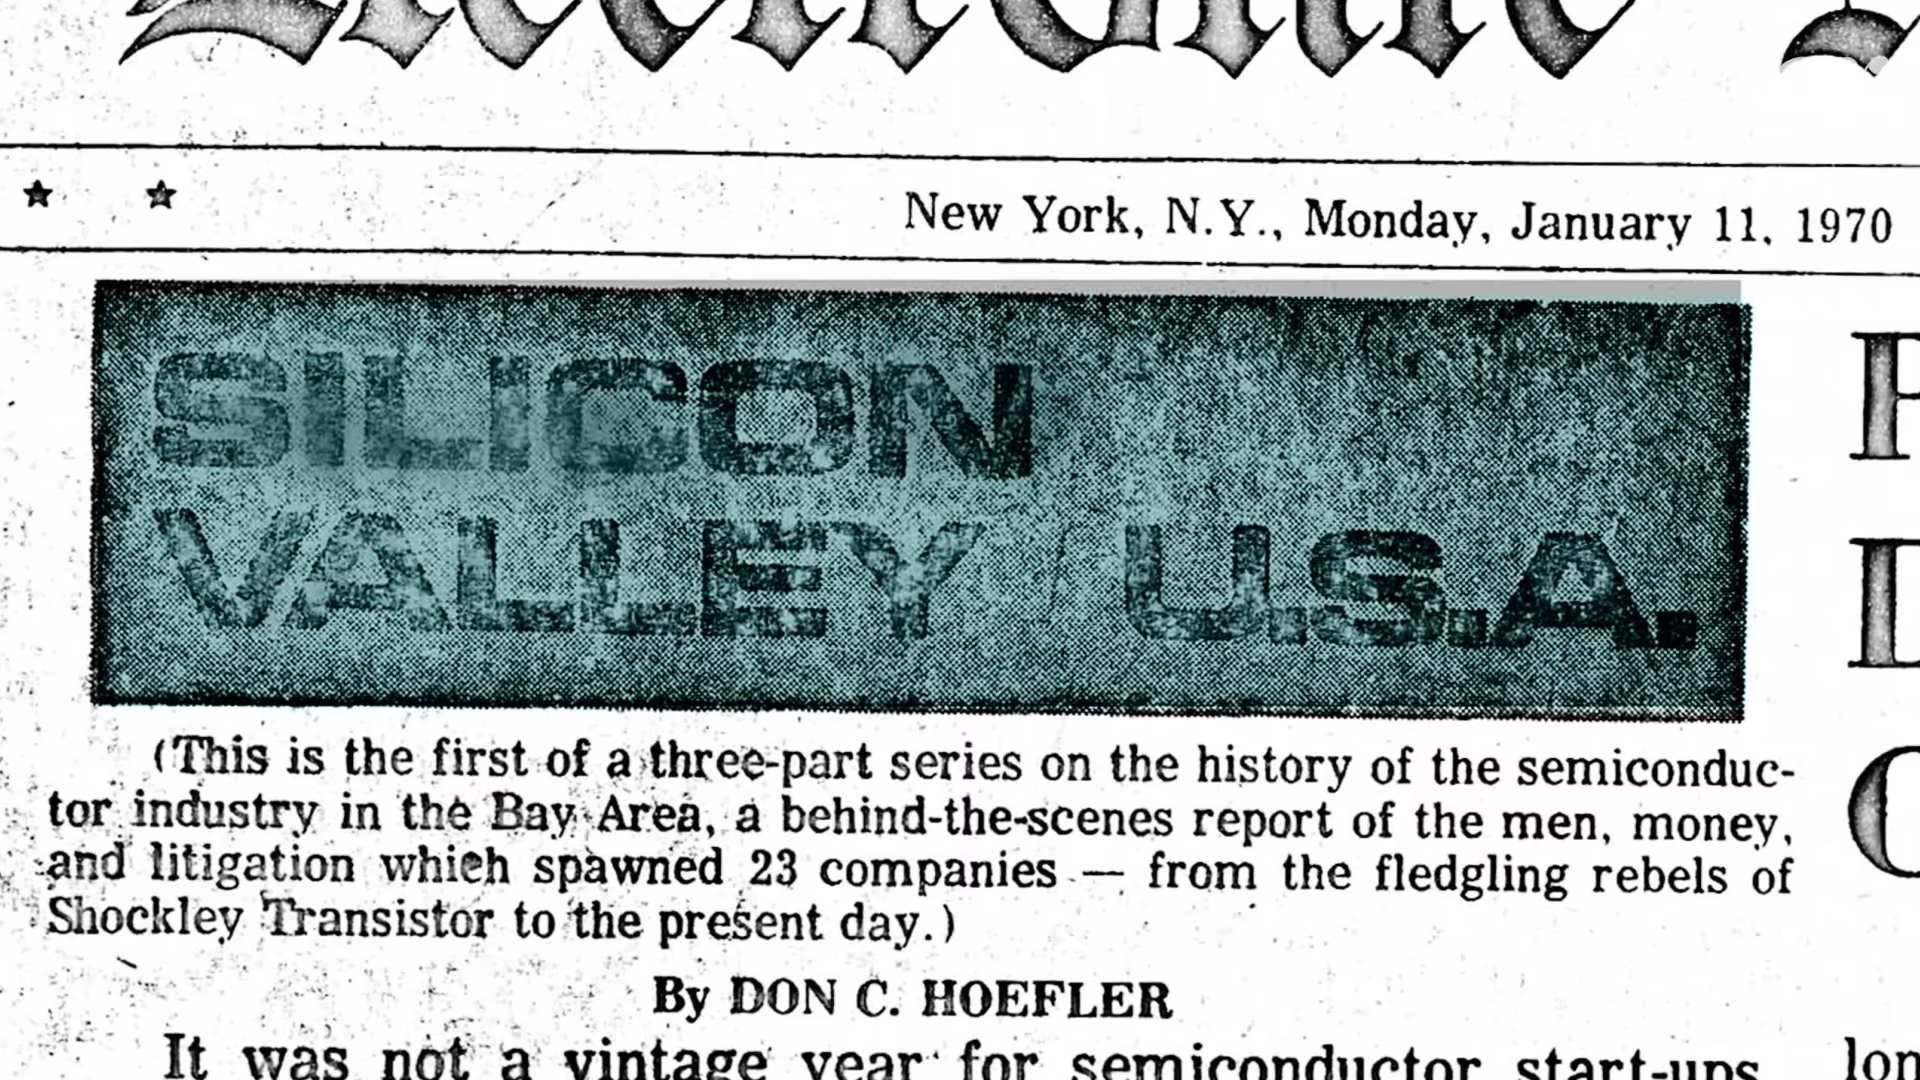 New York, N.Y., Monday, January 11, 1970
SILICON
VALLEY U.S.A.
(This is the first of a three-part series on the history of the semiconduc-
tor industry in the Bay Area, a behind-the-scenes report of the men, money,
and litigation which spawned 23 companies — from the fledgling rebels of
Shockley Transistor to the present day.)
By DON C. HOEFLER
It was not a vintage year for semiconductor start-ups